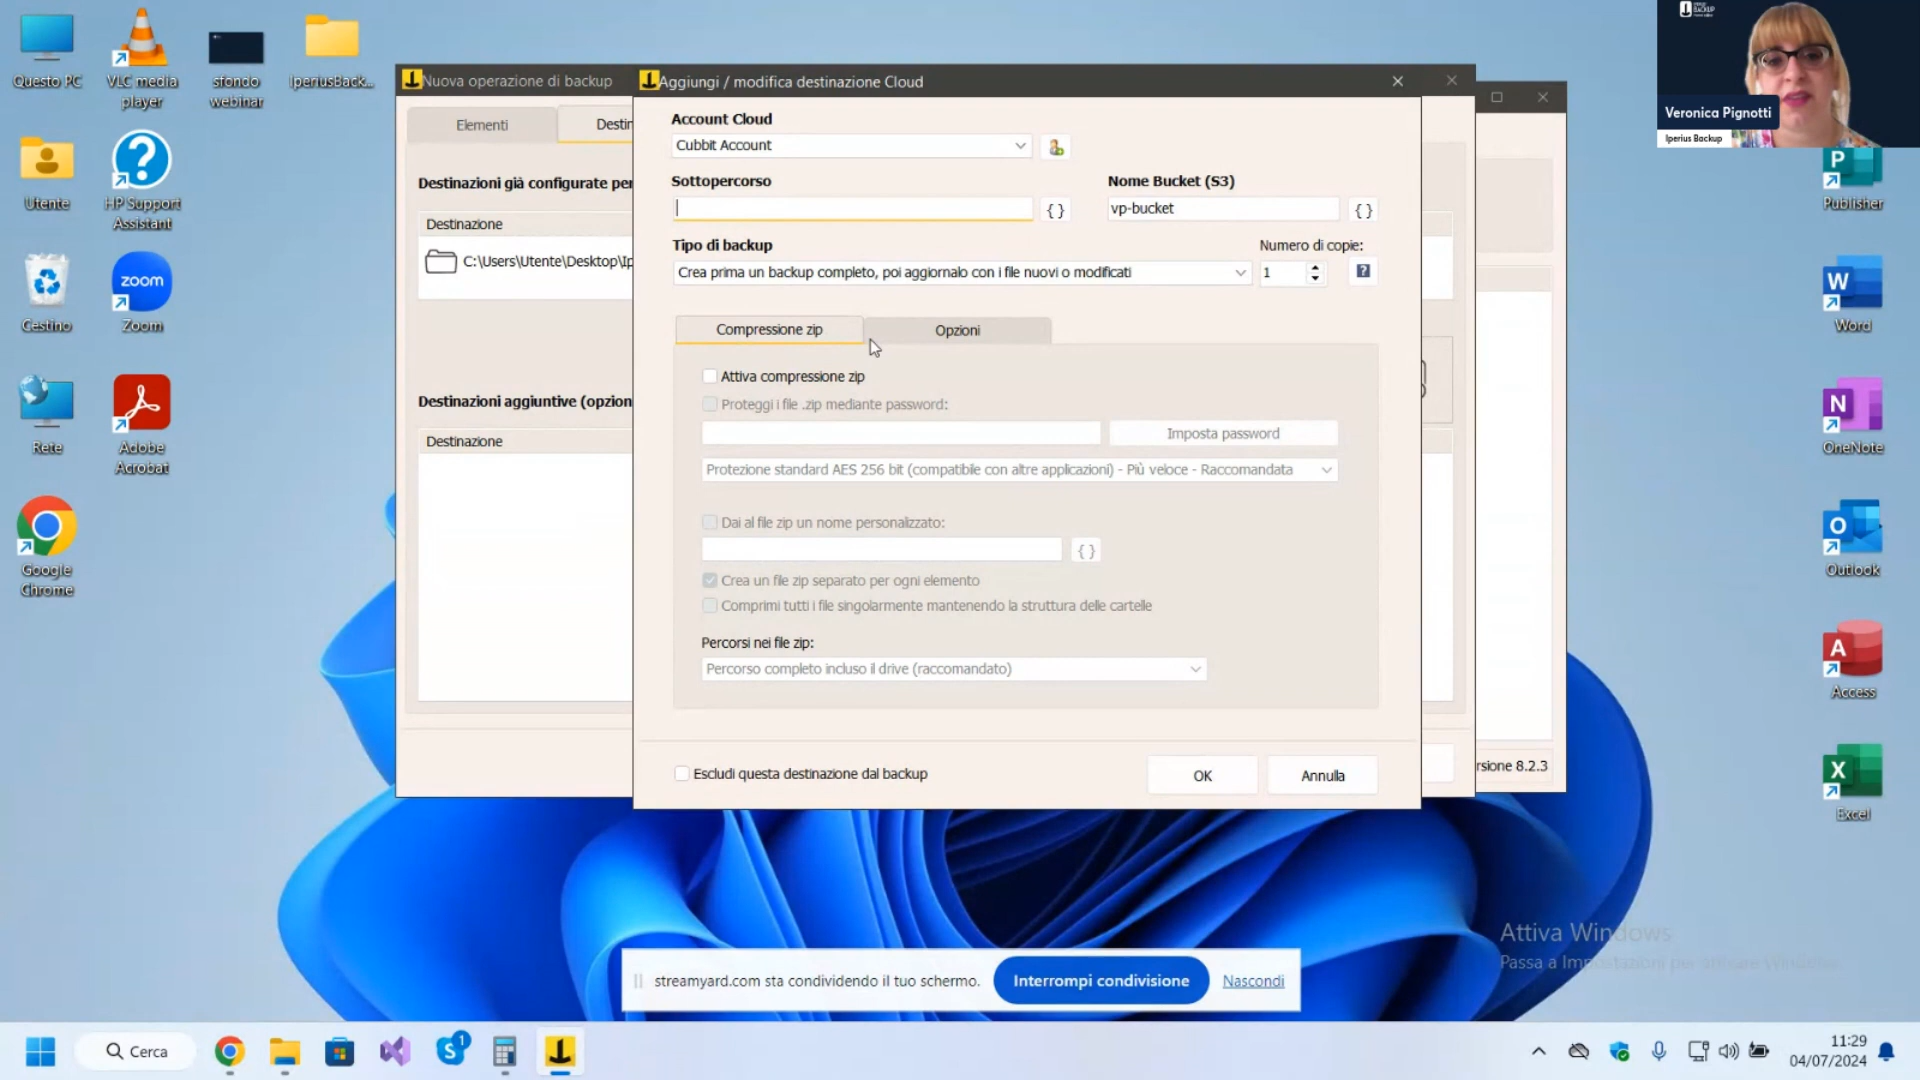 Questo PC
VLC media player
sfondo webinar
IperiusBack...
Utente
HP Support Assistant
Cestino
Zoom
zoom
Rete
Adobe Acrobat
Google Chrome
Nuova operazione di backup
Elementi
Destin
Destinazioni già configurate per
Destinazione
C:\Users\Utente\Desktop\Ip
Destinazioni aggiuntive (opzion
Destinazione
Aggiungi / modifica destinazione Cloud
Account Cloud
Cubbit Account
Sottopercorso
{ }
Nome Bucket (S3)
vp-bucket
{ }
Tipo di backup
Crea prima un backup completo, poi aggiornalo con i file nuovi o modificati
Numero di copie:
1
?
Compressione zip
Opzioni
Attiva compressione zip
Proteggi i file .zip mediante password:
Imposta password
Protezione standard AES 256 bit (compatibile con altre applicazioni) - Più veloce - Raccomandata
Dai al file zip un nome personalizzato:
{ }
Crea un file zip separato per ogni elemento
Comprimi tutti i file singolarmente mantenendo la struttura delle cartelle
Percorsi nei file zip:
Percorso completo incluso il drive (raccomandato)
Escludi questa destinazione dal backup
OK
Annulla
rsione 8.2.3
Veronica Pignotti
Iperius Backup
Publisher
Word
OneNote
Outlook
Access
Excel
Attiva Windows
Passa a Impostazioni per attivare Windows.
streamyard.com sta condividendo il tuo schermo.
Interrompi condivisione
Nascondi
Cerca
1
11:29
04/07/2024